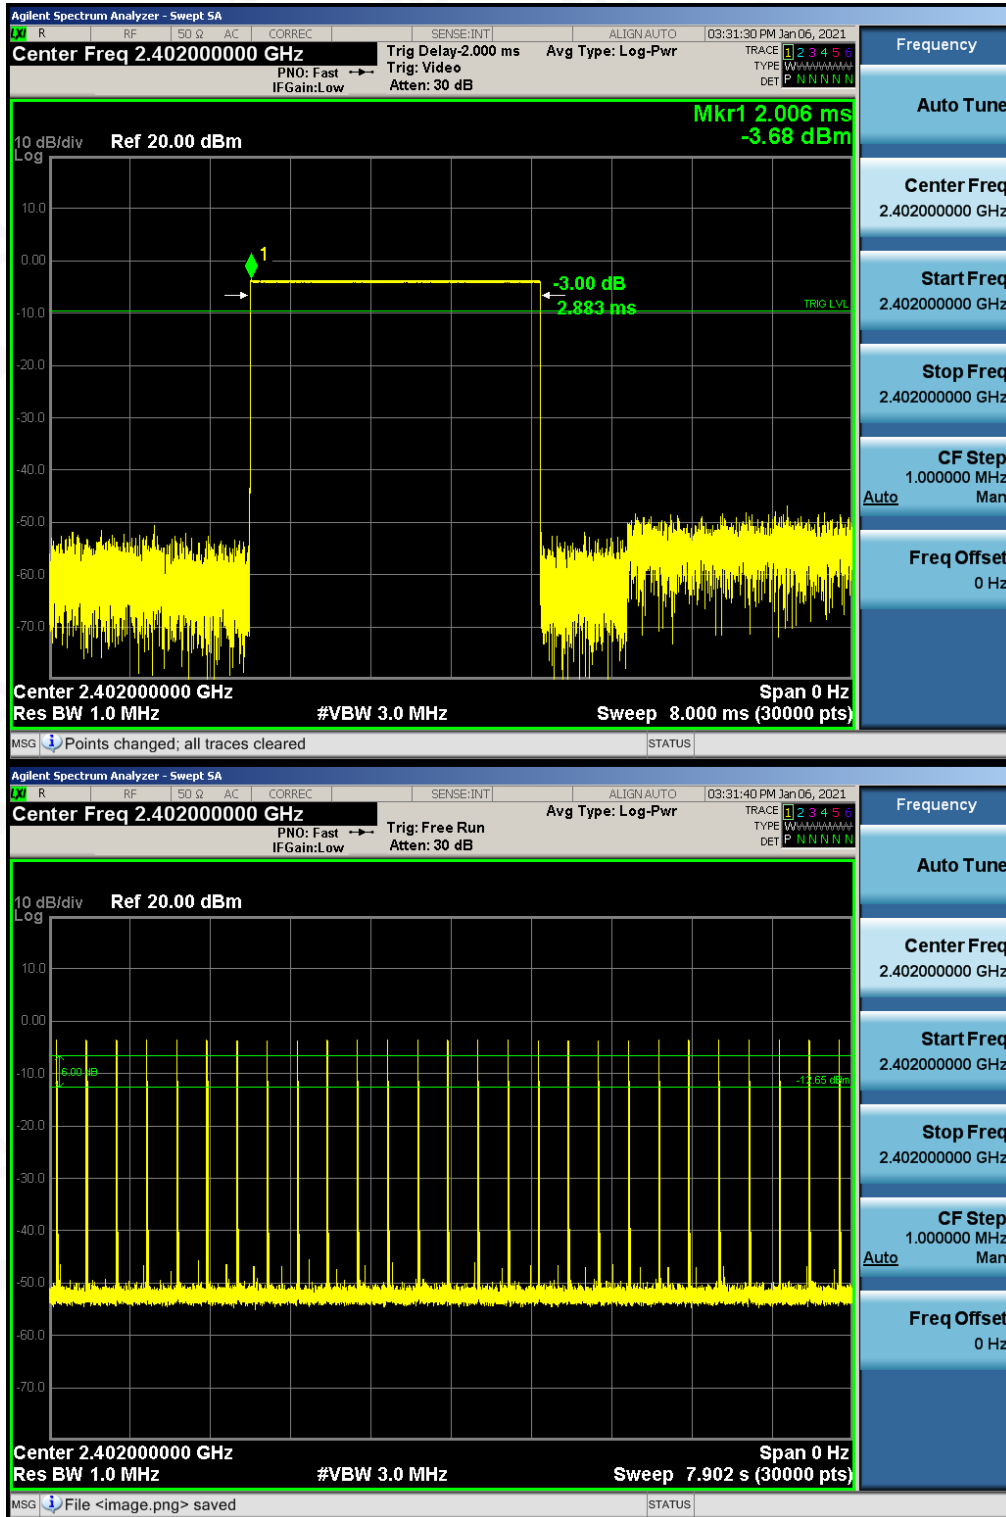 Agilent Spectrum Analyzer - Swept SA
LXI R RF 50 Ω AC CORREC SENSE:INT ALIGN AUTO 03:31:30 PM Jan 06, 2021
Center Freq 2.402000000 GHz
PNO: Fast
IFGain:Low
Trig Delay-2.000 ms
Trig: Video
Atten: 30 dB
Avg Type: Log-Pwr
TRACE 1 2 3 4 5 6
TYPE WWWWWW
DET P N N N N N
Mkr1 2.006 ms
-3.68 dBm
10 dB/div
Log
Ref 20.00 dBm
10.0
0.00
-10.0
-20.0
-30.0
-40.0
-50.0
-60.0
-70.0
1
-3.00 dB
2.883 ms
TRIG LVL
Center 2.402000000 GHz Span 0 Hz
Res BW 1.0 MHz #VBW 3.0 MHz Sweep 8.000 ms (30000 pts)
MSG Points changed; all traces cleared STATUS
Frequency
Auto Tune
Center Freq
2.402000000 GHz
Start Freq
2.402000000 GHz
Stop Freq
2.402000000 GHz
CF Step
1.000000 MHz
Auto Man
Freq Offset
0 Hz
Agilent Spectrum Analyzer - Swept SA
LXI R RF 50 Ω AC CORREC SENSE:INT ALIGN AUTO 03:31:40 PM Jan 06, 2021
Center Freq 2.402000000 GHz
PNO: Fast
IFGain:Low
Trig: Free Run
Atten: 30 dB
Avg Type: Log-Pwr
TRACE 1 2 3 4 5 6
TYPE WWWWWW
DET P N N N N N
10 dB/div
Log
Ref 20.00 dBm
10.0
0.00
-10.0
-20.0
-30.0
-40.0
-50.0
-60.0
-70.0
6.00 dB
-12.65 dBm
Center 2.402000000 GHz Span 0 Hz
Res BW 1.0 MHz #VBW 3.0 MHz Sweep 7.902 s (30000 pts)
MSG File <image.png> saved STATUS
Frequency
Auto Tune
Center Freq
2.402000000 GHz
Start Freq
2.402000000 GHz
Stop Freq
2.402000000 GHz
CF Step
1.000000 MHz
Auto Man
Freq Offset
0 Hz